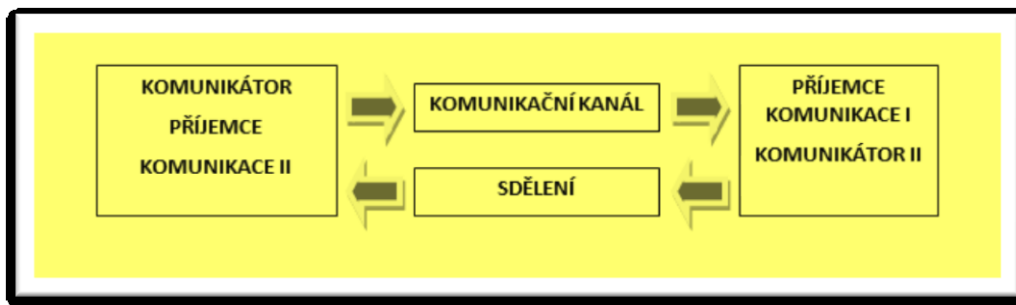 KOMUNIKÁTOR
PŘÍJEMCE
KOMUNIKACE II
KOMUNIKAČNÍ KANÁL
SDĚLENÍ
PŘÍJEMCE
KOMUNIKACE I
KOMUNIKÁTOR II